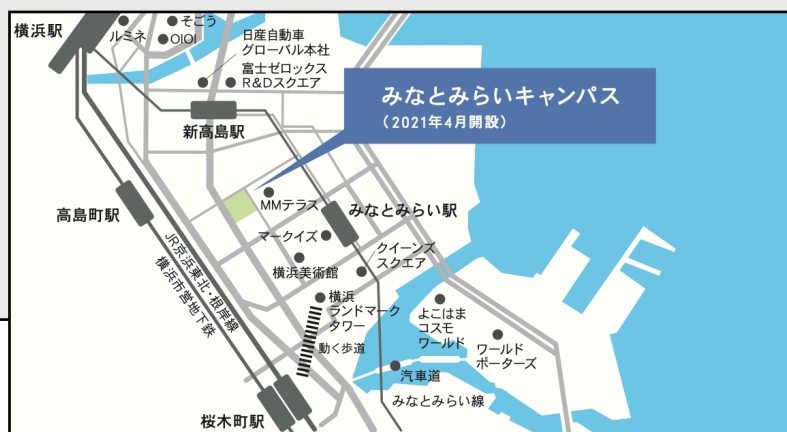 横浜駅
ルミネ
そごう
OIOI
日産自動車
グローバル本社
富士ゼロックス
R&Dスクエア
みなとみらいキャンパス
（2021年4月開設）
新高島駅
高島町駅
MMテラス
みなとみらい駅
マークイズ
クイーンズ
スクエア
横浜美術館
JR京浜東北・根岸線
横浜市営地下鉄
横浜
ランドマーク
タワー
よこはま
コスモ
ワールド
ワールド
ポーターズ
動く歩道
汽車道
みなとみらい線
桜木町駅